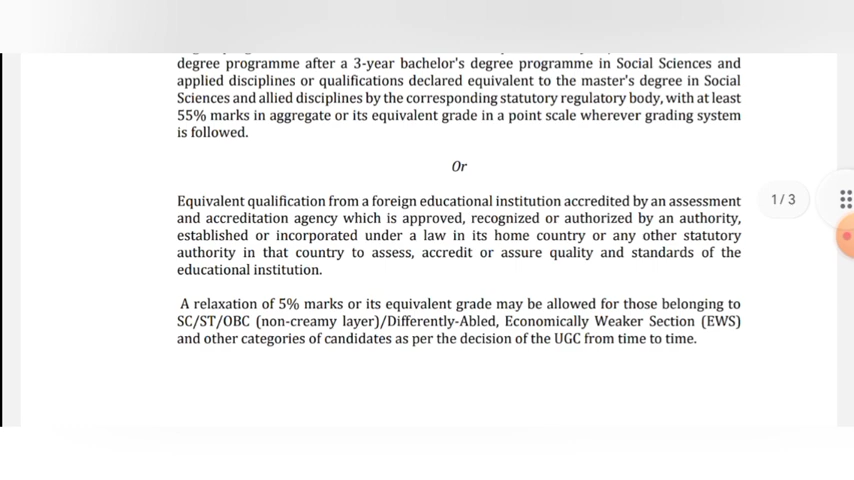 degree programme after a 3-year bachelor's degree programme in Social Sciences and
applied disciplines or qualifications declared equivalent to the master's degree in Social
Sciences and allied disciplines by the corresponding statutory regulatory body, with at least
55% marks in aggregate or its equivalent grade in a point scale wherever grading system
is followed.
Or
Equivalent qualification from a foreign educational institution accredited by an assessment
and accreditation agency which is approved, recognized or authorized by an authority,
established or incorporated under a law in its home country or any other statutory
authority in that country to assess, accredit or assure quality and standards of the
educational institution.
A relaxation of 5% marks or its equivalent grade may be allowed for those belonging to
SC/ST/OBC (non-creamy layer)/Differently-Abled, Economically Weaker Section (EWS)
and other categories of candidates as per the decision of the UGC from time to time.
1 / 3